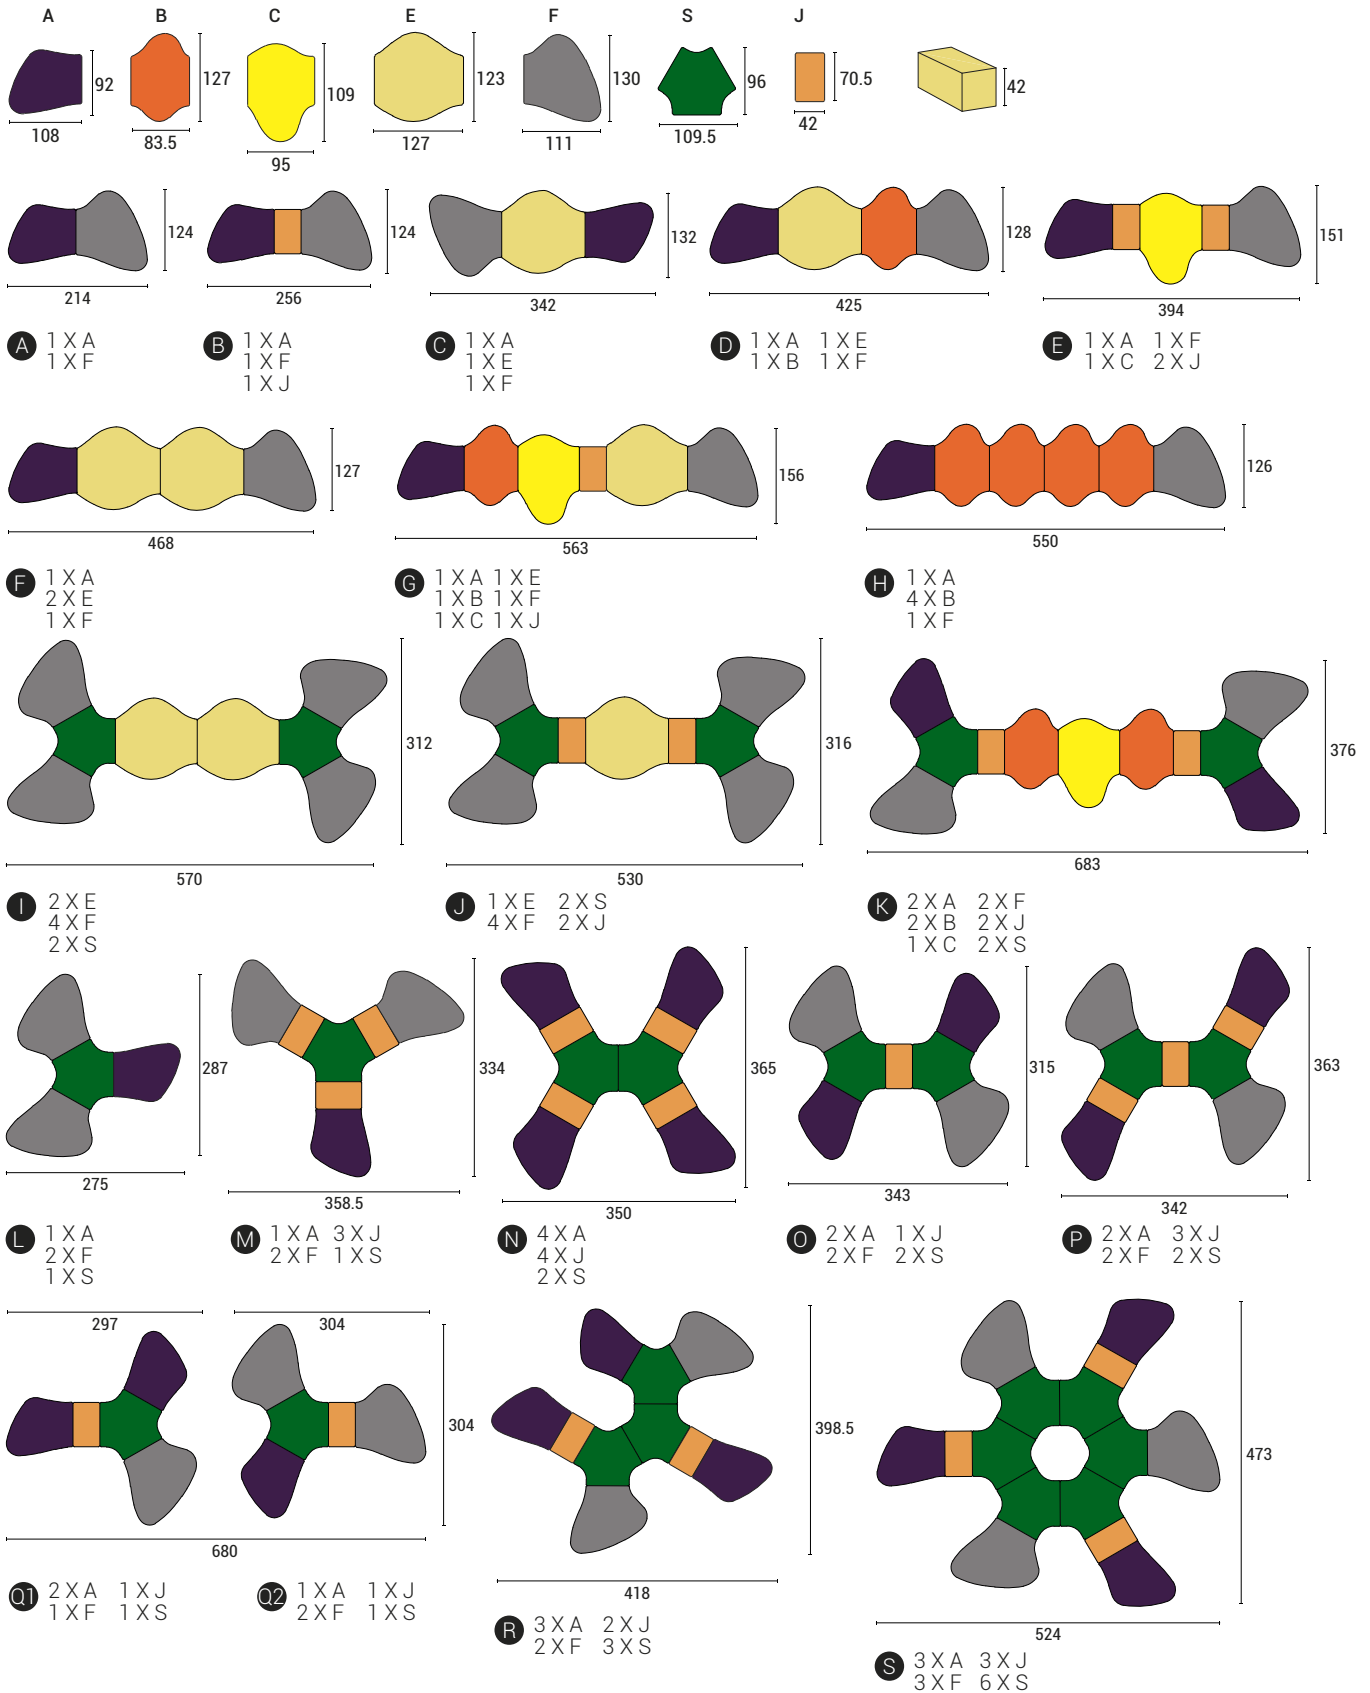 A B C E F S J
92 127 109 123 130 96 70.5 42
108 83.5 95 127 111 109.5 42
124 124 132 128 151
214 256 342 425 394
A 1 X A
1 X F
B 1 X A
1 X F
1 X J
C 1 X A
1 X E
1 X F
D 1 X A 1 X E
1 X B 1 X F
E 1 X A 1 X F
1 X C 2 X J
127 156 126
468 563 550
F 1 X A
2 X E
1 X F
G 1 X A 1 X E
1 X B 1 X F
1 X C 1 X J
H 1 X A
4 X B
1 X F
312 316 376
570 530 683
I 2 X E
4 X F
2 X S
J 1 X E 2 X S
4 X F 2 X J
K 2 X A 2 X F
2 X B 2 X J
1 X C 2 X S
287 334 365 315 363
275 358.5 350 343 342
L 1 X A
2 X F
1 X S
M 1 X A 3 X J
2 X F 1 X S
N 4 X A
4 X J
2 X S
O 2 X A 1 X J
2 X F 2 X S
P 2 X A 3 X J
2 X F 2 X S
297 304
304 398.5 473
680 418 524
Q1 2 X A 1 X J
1 X F 1 X S
Q2 1 X A 1 X J
2 X F 1 X S
R 3 X A 2 X J
2 X F 3 X S
S 3 X A 3 X J
3 X F 6 X S